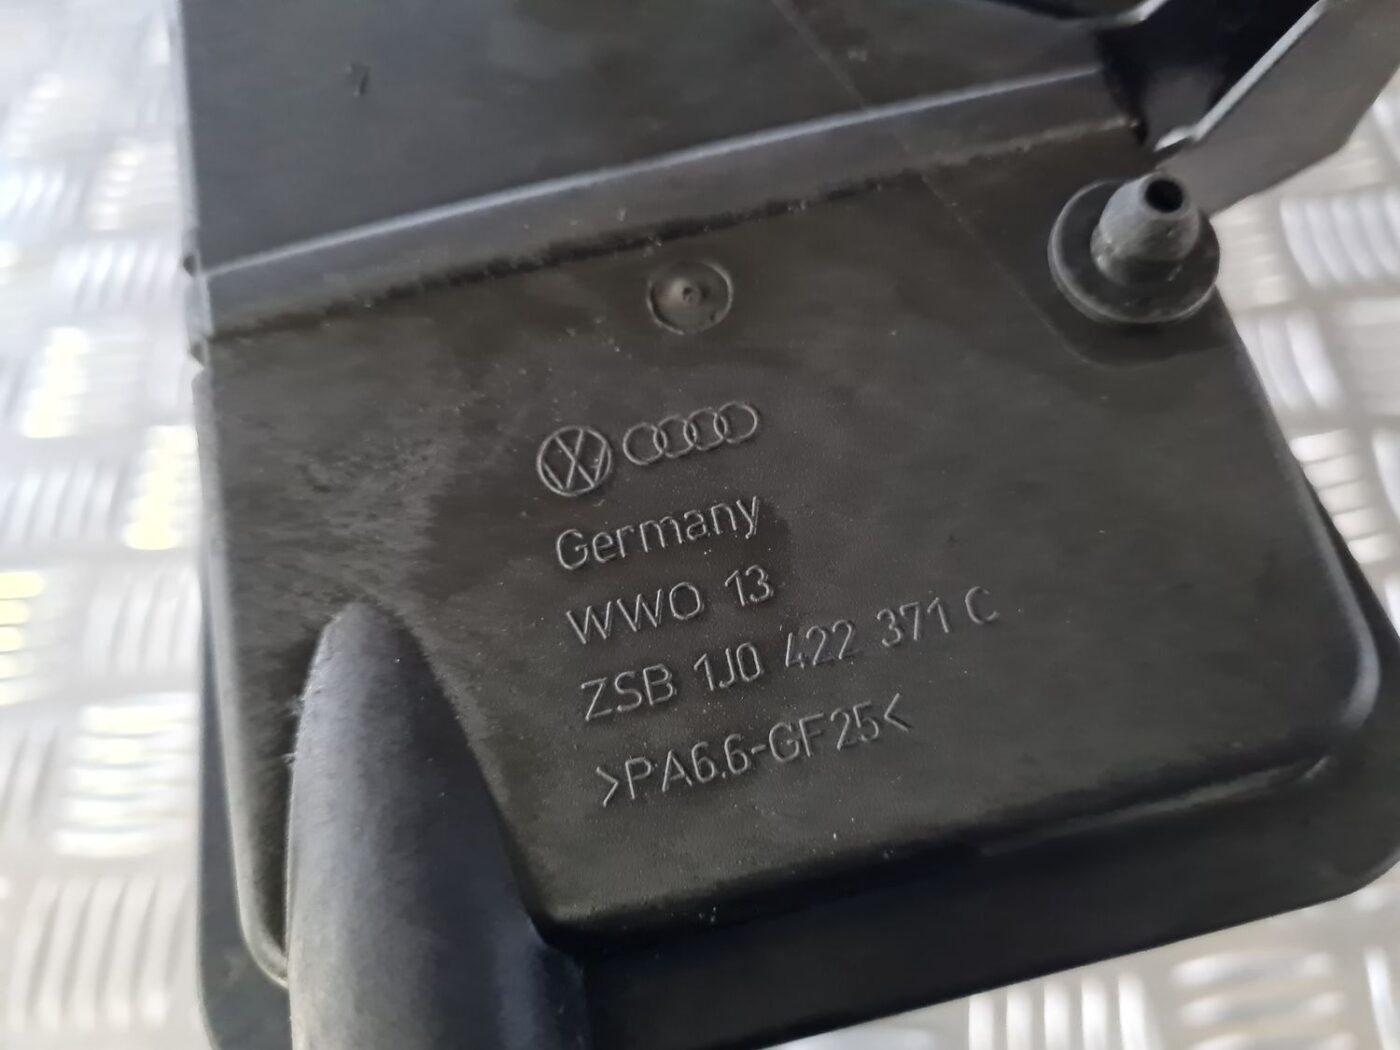 Germany
WWO 13
ZSB 1J0 422 371 C
>PA6.6-GF25<